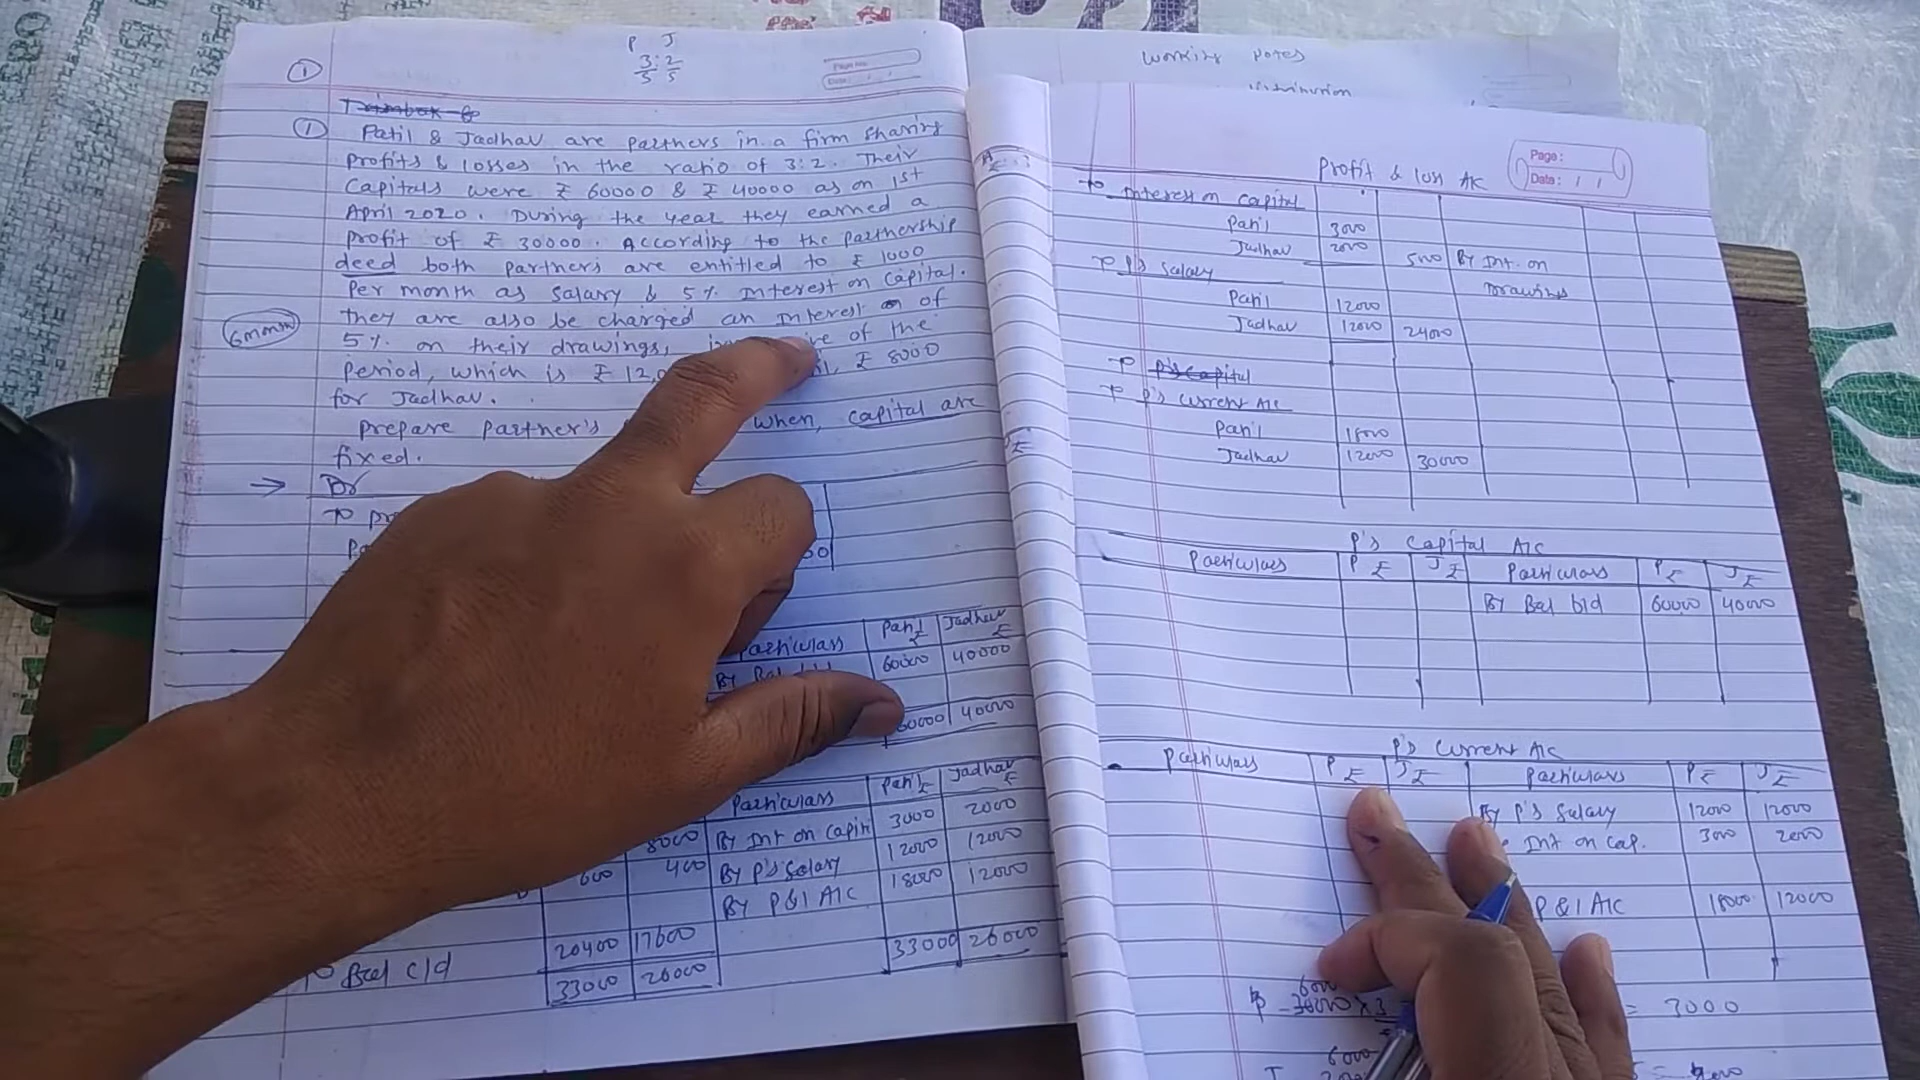 P J
3:2
5 5
1
1 Patil & Jadhav are partners in a firm sharing
profits & losses in the ratio of 3:2. Their
Capitals were ₹ 60000 & ₹ 40000 as on 1st
April 2020. During the year they earned a
profit of ₹ 30000. According to the partnership
deed both partners are entitled to ₹ 1000
per month as salary & 5% Interest on capital.
they are also be charged an Interest of
6 month
5% on their drawings, of the
period, which is ₹ 12,0 ₹ 8000
for Jadhav.
prepare partner's when, capital are
fixed.
→ Dr
To
Particulars Patil ₹ Jadhav ₹
By 60000 40000
60000 40000
Particulars Patil ₹ Jadhav ₹
8000 By Int on capit 3000 2000
600 400 By P's Salary 12000 12000
By P&l A/C 18000 12000
To Bal c/d 20400 17600
33000 26000 33000 26000
Working Notes
Page:
Date: / /
Profit & loss A/C
To Interest on capital
Patil 3000
Jadhav 2000 5000 By Int. on
Drawings
To P's Salary
Patil 12000
Jadhav 12000 24000
To P's Capital
To P's Current A/C
Patil 18000
Jadhav 12000 30000
P's Capital A/C
Particulars P ₹ J ₹ Particulars P ₹ J ₹
By Bal b/d 60000 40000
P's Current A/C
Particulars P ₹ J ₹ Particulars P ₹ J ₹
By P's Salary 12000 12000
Int on cap. 3000 2000
P & l A/C 18000 12000
= 3000